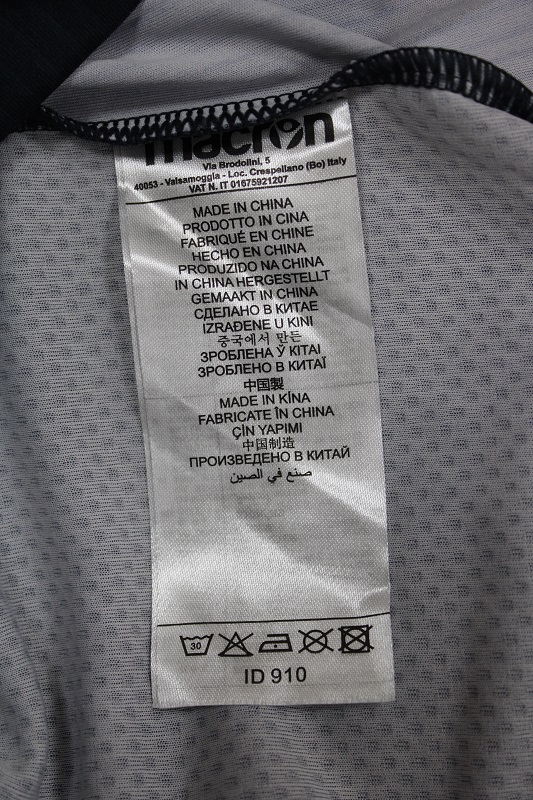 macron
Via Brodolini, 5
40053 - Valsamoggia - Loc. Crespellano (Bo) Italy
VAT N. IT 01675921207
MADE IN CHINA
PRODOTTO IN CINA
FABRIQUÉ EN CHINE
HECHO EN CHINA
PRODUZIDO NA CHINA
IN CHINA HERGESTELLT
GEMAAKT IN CHINA
СДЕЛАНО В КИТАЕ
IZRAĐENE U KINI
중국에서 만든
ЗРОБЛЕНА Ў КІТАІ
ЗРОБЛЕНО В КИТАЇ
中国製
MADE IN KÍNA
FABRICATE ÎN CHINA
ÇİN YAPIMI
中国制造
ПРОИЗВЕДЕНО В КИТАЙ
صنع في الصين
30
ID 910